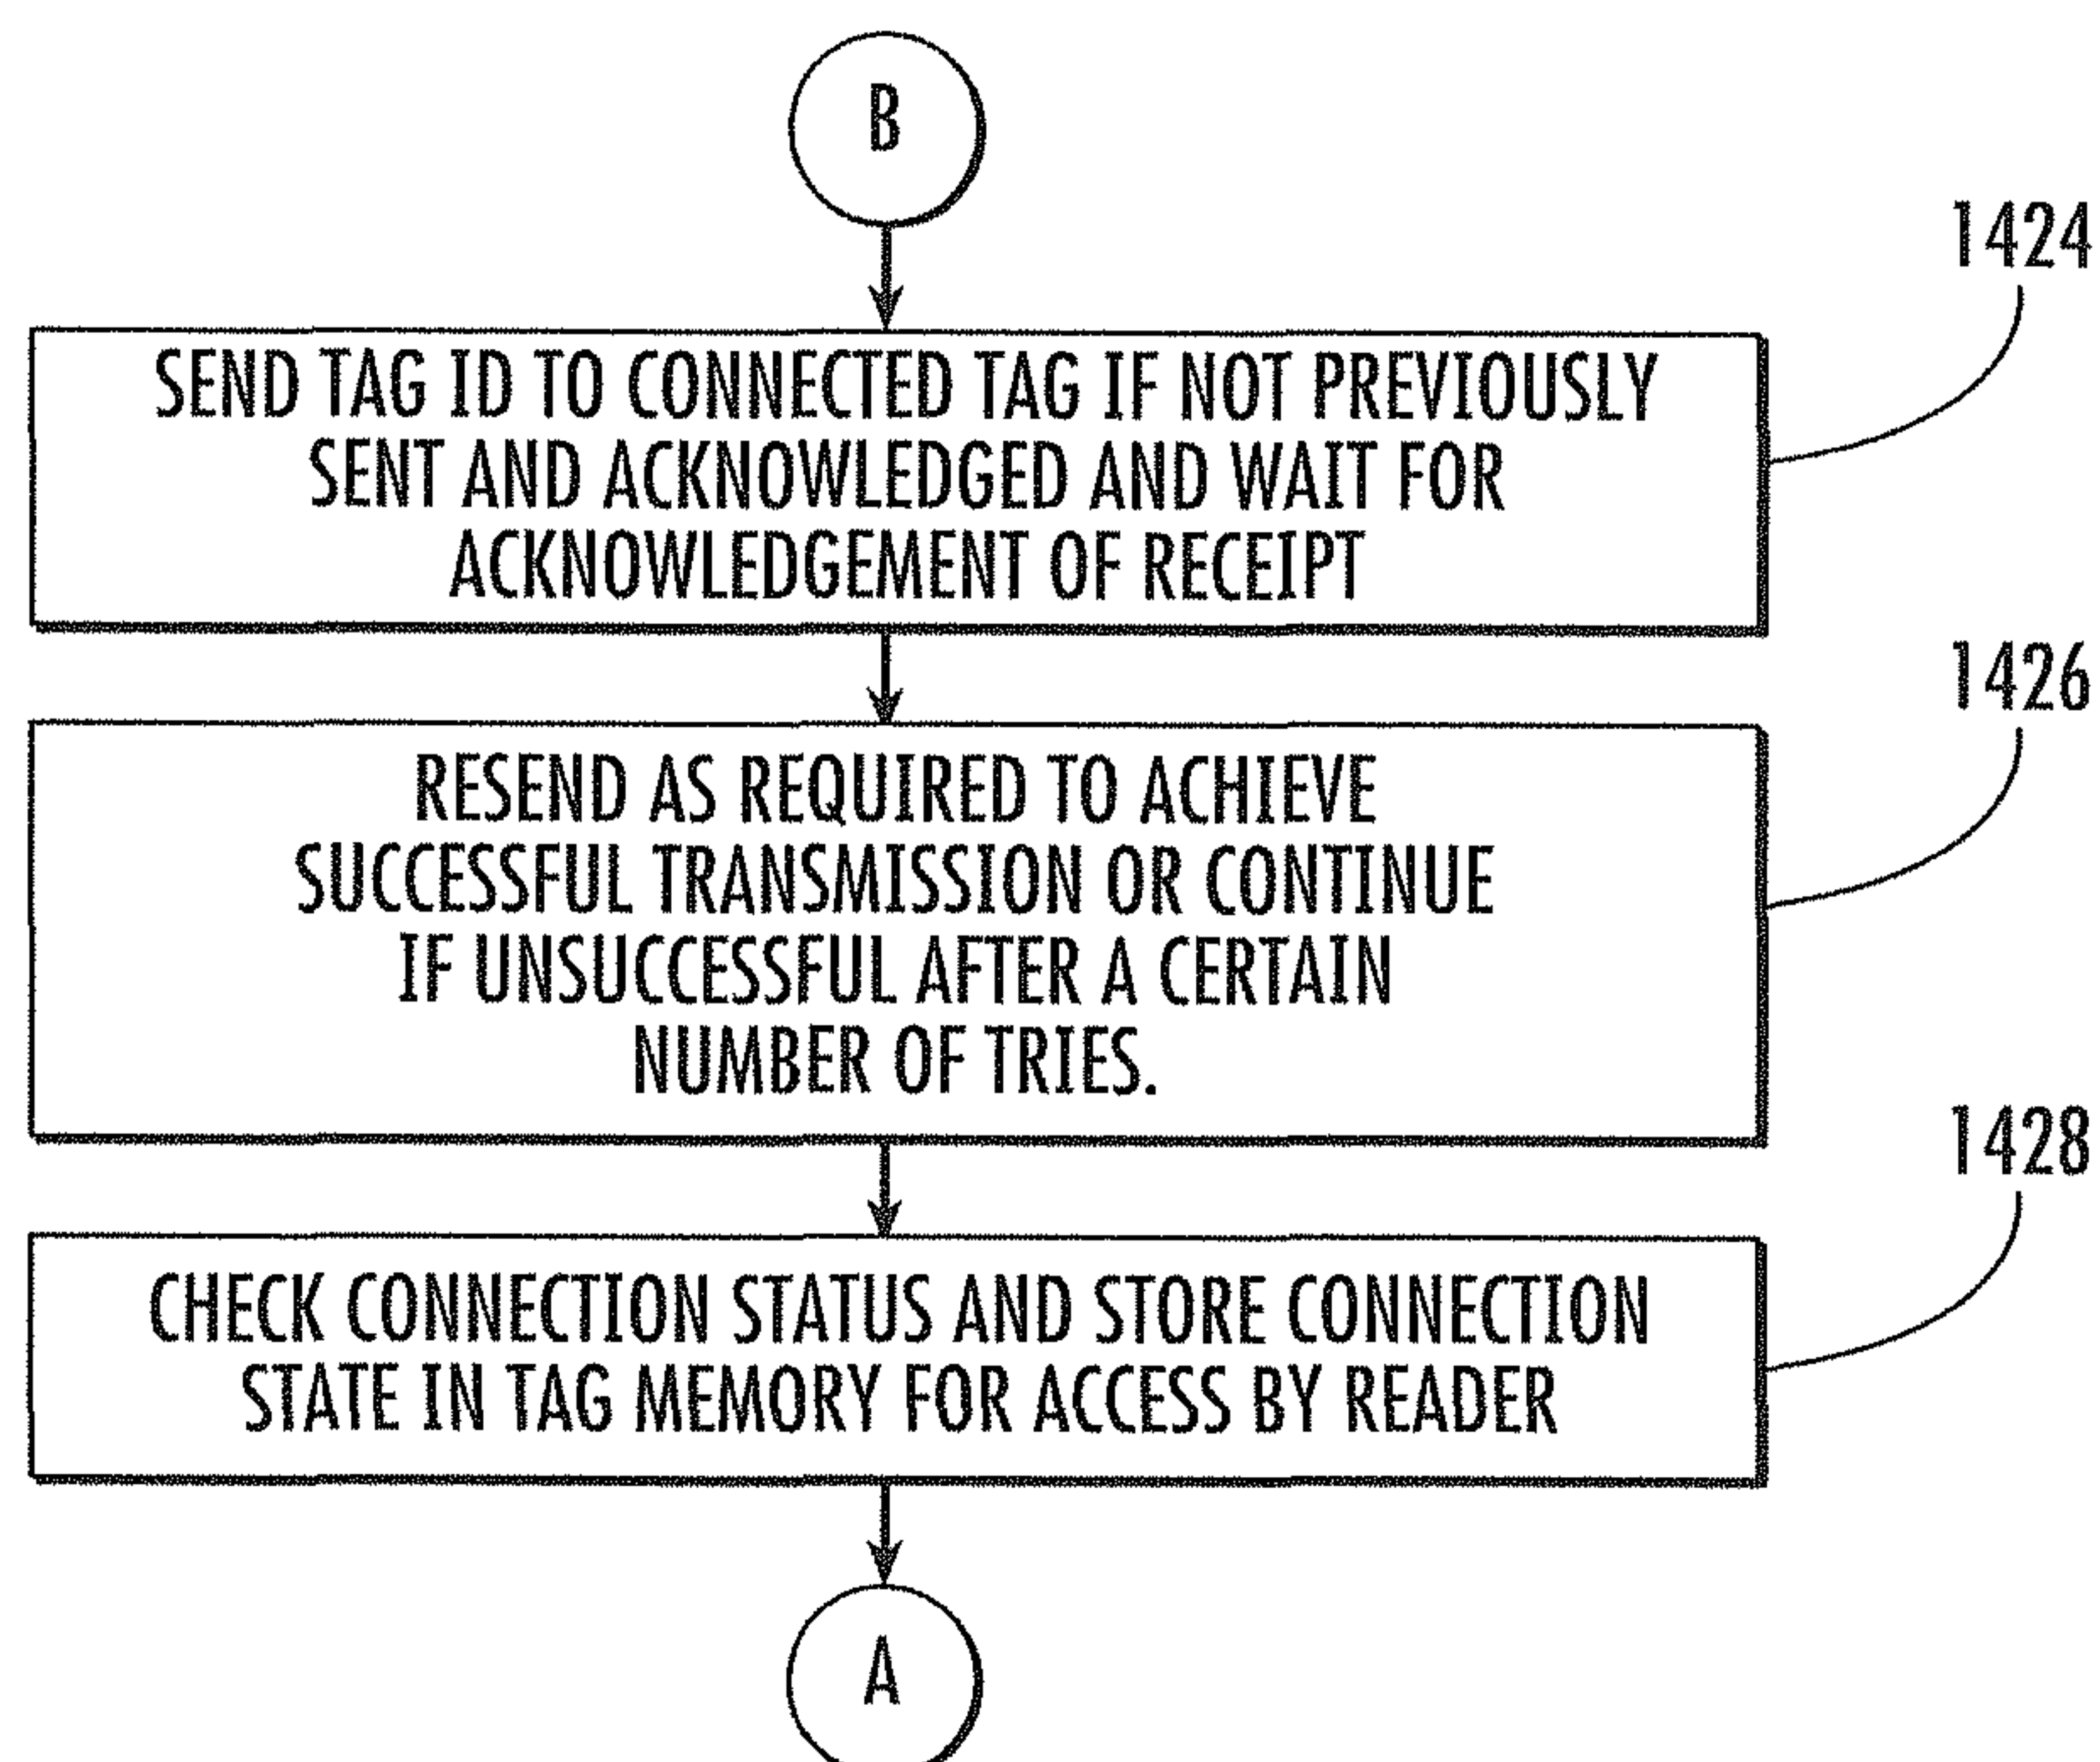 B
1424
SEND TAG ID TO CONNECTED TAG IF NOT PREVIOUSLY
SENT AND ACKNOWLEDGED AND WAIT FOR
ACKNOWLEDGEMENT OF RECEIPT
1426
RESEND AS REQUIRED TO ACHIEVE
SUCCESSFUL TRANSMISSION OR CONTINUE
IF UNSUCCESSFUL AFTER A CERTAIN
NUMBER OF TRIES.
1428
CHECK CONNECTION STATUS AND STORE CONNECTION
STATE IN TAG MEMORY FOR ACCESS BY READER
A